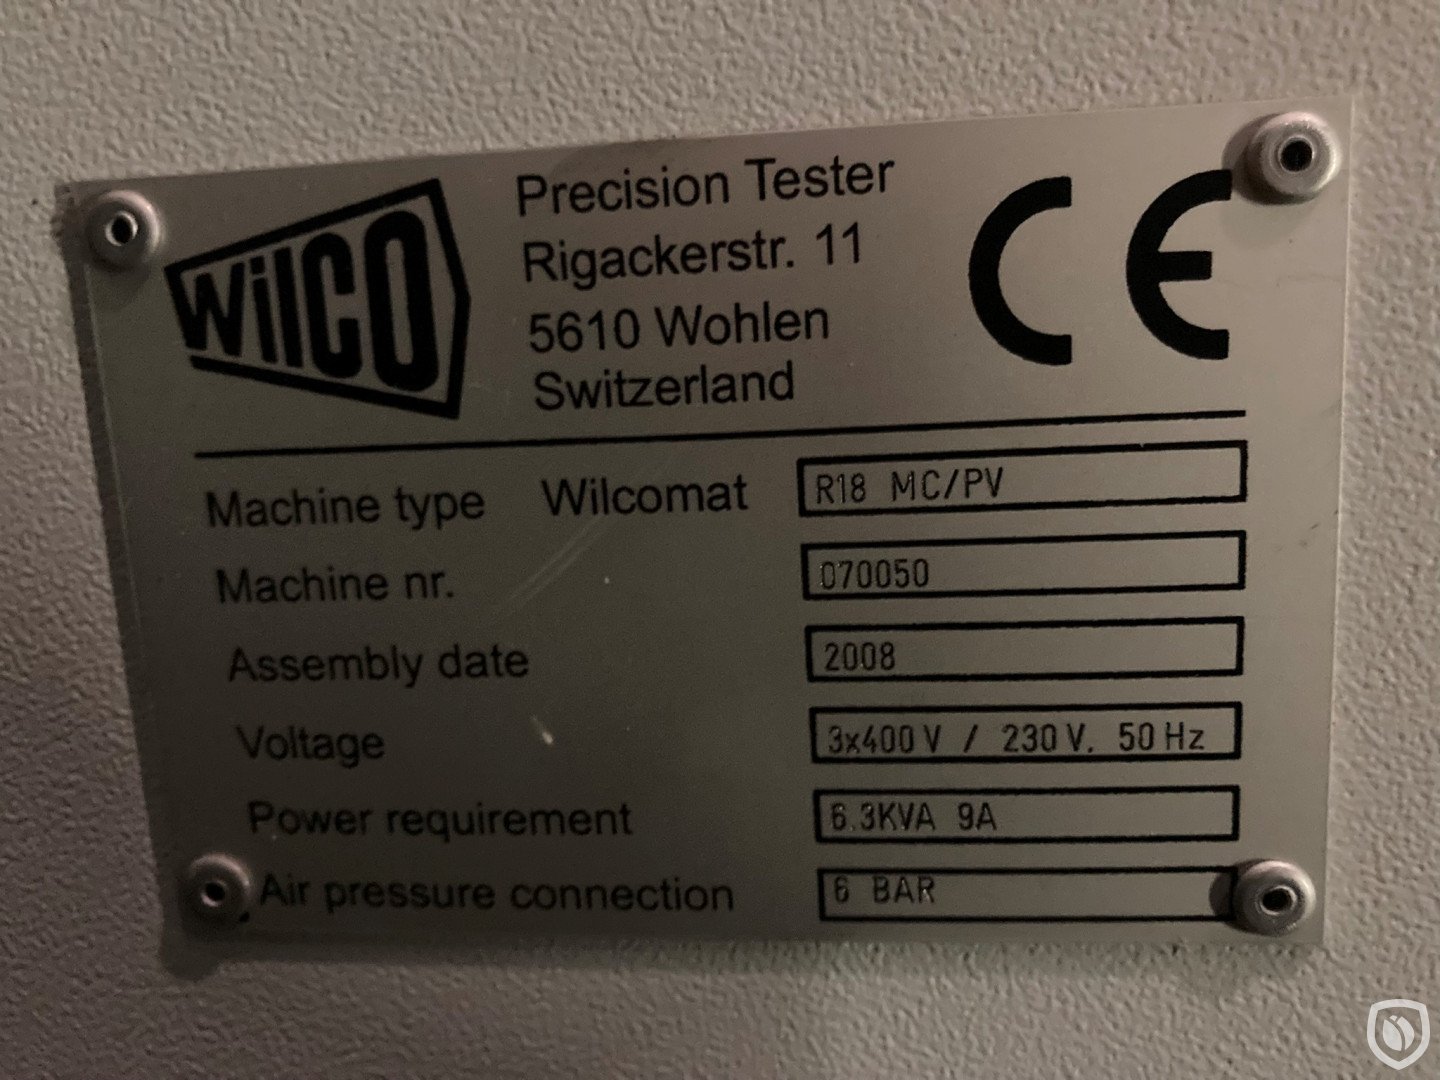 WilCO
Precision Tester
Rigackerstr. 11
5610 Wohlen
Switzerland
CE
Machine type Wilcomat R18 MC/PV
Machine nr. 070050
Assembly date 2008
Voltage 3x400 V / 230 V. 50 Hz
Power requirement 6.3KVA 9A
Air pressure connection 6 BAR